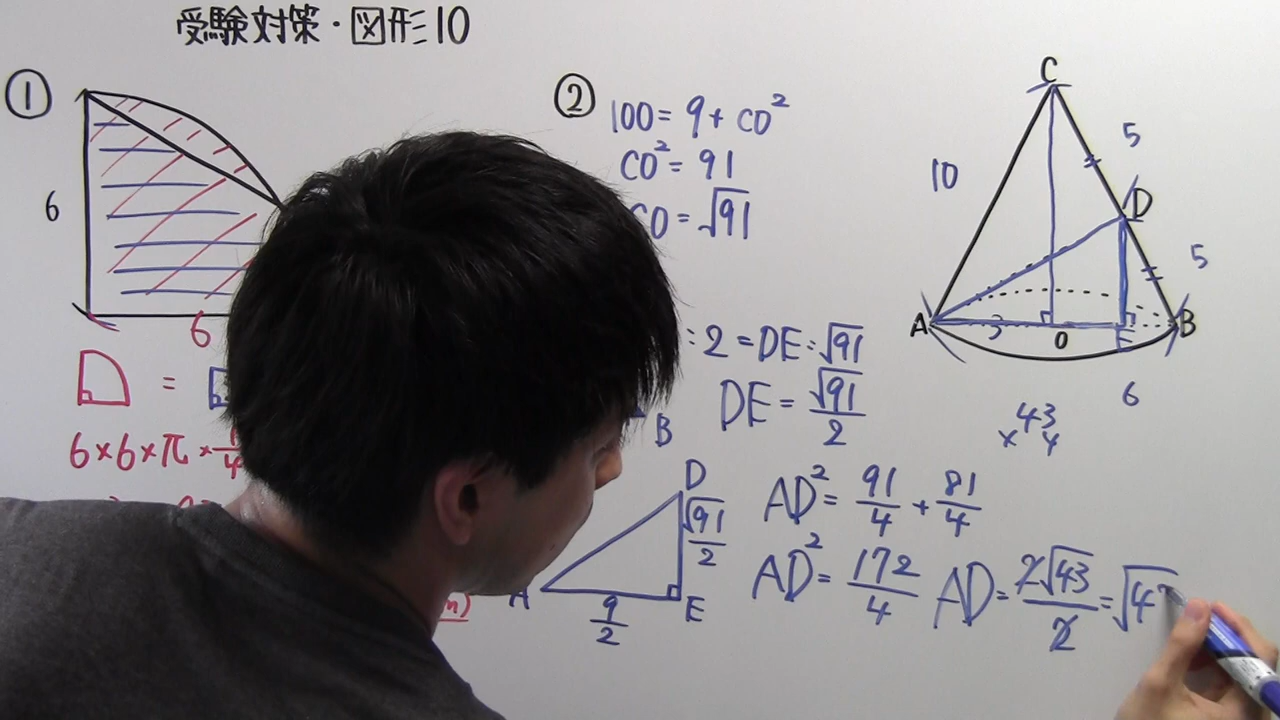 受験対策・図形10
①
6
6
6×6×π×
②
100=9+CO²
CO²=91
CO=√91
:2=DE:√91
DE=√91/2
B
D
√91/2
A
9/2
E
AD²=91/4+81/4
AD²=172/4 AD=2√43/2=√4
C
10
5
D
5
A
3
O
E
B
6
43
×4